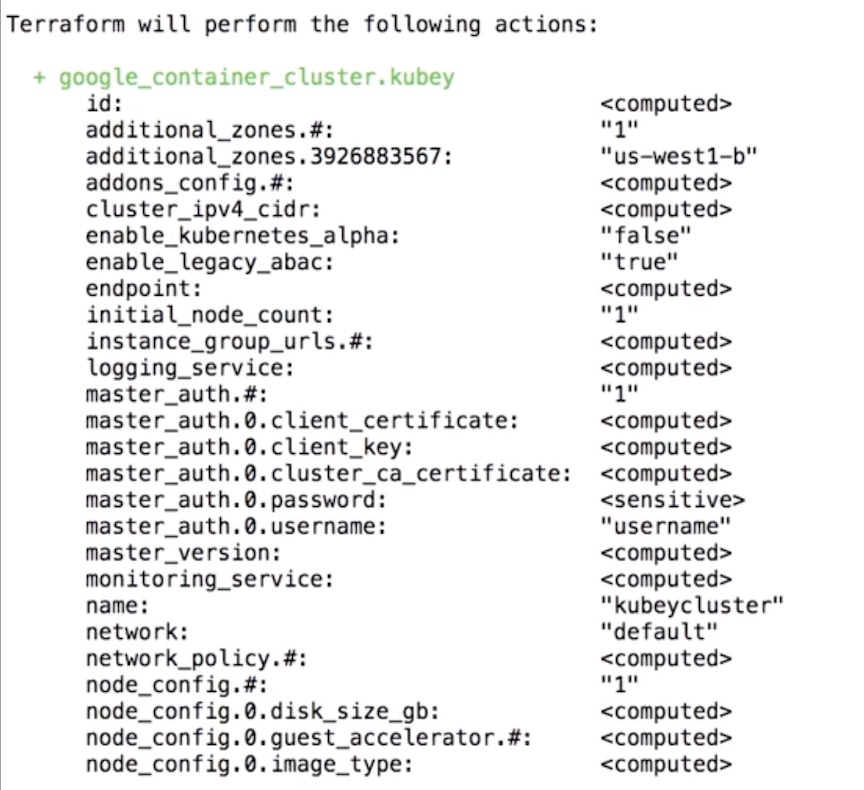 Terraform will perform the following actions:
+ google_container_cluster.kubey
id: <computed>
additional_zones.#: "1"
additional_zones.3926883567: "us-west1-b"
addons_config.#: <computed>
cluster_ipv4_cidr: <computed>
enable_kubernetes_alpha: "false"
enable_legacy_abac: "true"
endpoint: <computed>
initial_node_count: "1"
instance_group_urls.#: <computed>
logging_service: <computed>
master_auth.#: "1"
master_auth.0.client_certificate: <computed>
master_auth.0.client_key: <computed>
master_auth.0.cluster_ca_certificate: <computed>
master_auth.0.password: <sensitive>
master_auth.0.username: "username"
master_version: <computed>
monitoring_service: <computed>
name: "kubeycluster"
network: "default"
network_policy.#: <computed>
node_config.#: "1"
node_config.0.disk_size_gb: <computed>
node_config.0.guest_accelerator.#: <computed>
node_config.0.image_type: <computed>